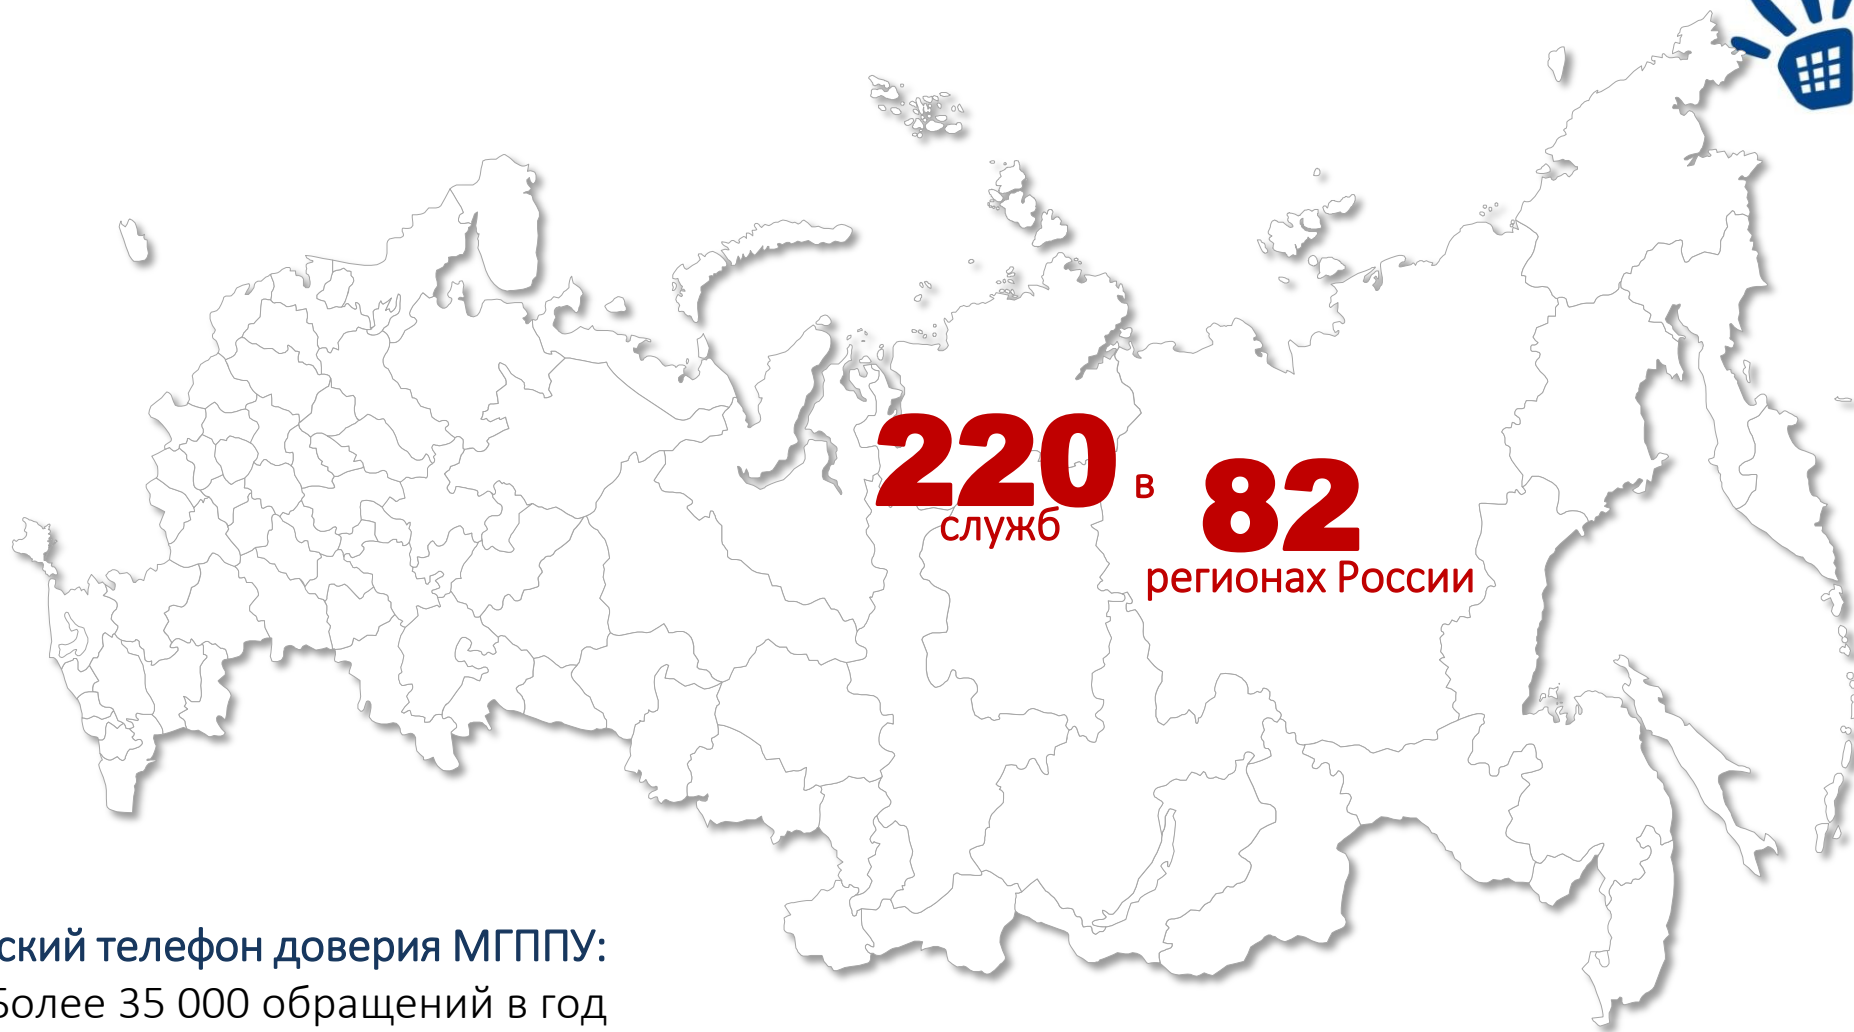 220 в 82
служб
регионах России
ский телефон доверия МГППУ:
Более 35 000 обращений в год